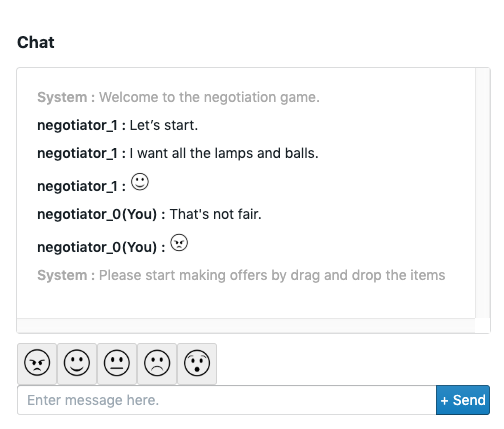 Chat
System : Welcome to the negotiation game.
negotiator_1 : Let’s start.
negotiator_1 : I want all the lamps and balls.
negotiator_1 :
negotiator_0(You) : That's not fair.
negotiator_0(You) :
System : Please start making offers by drag and drop the items
Enter message here.
+ Send